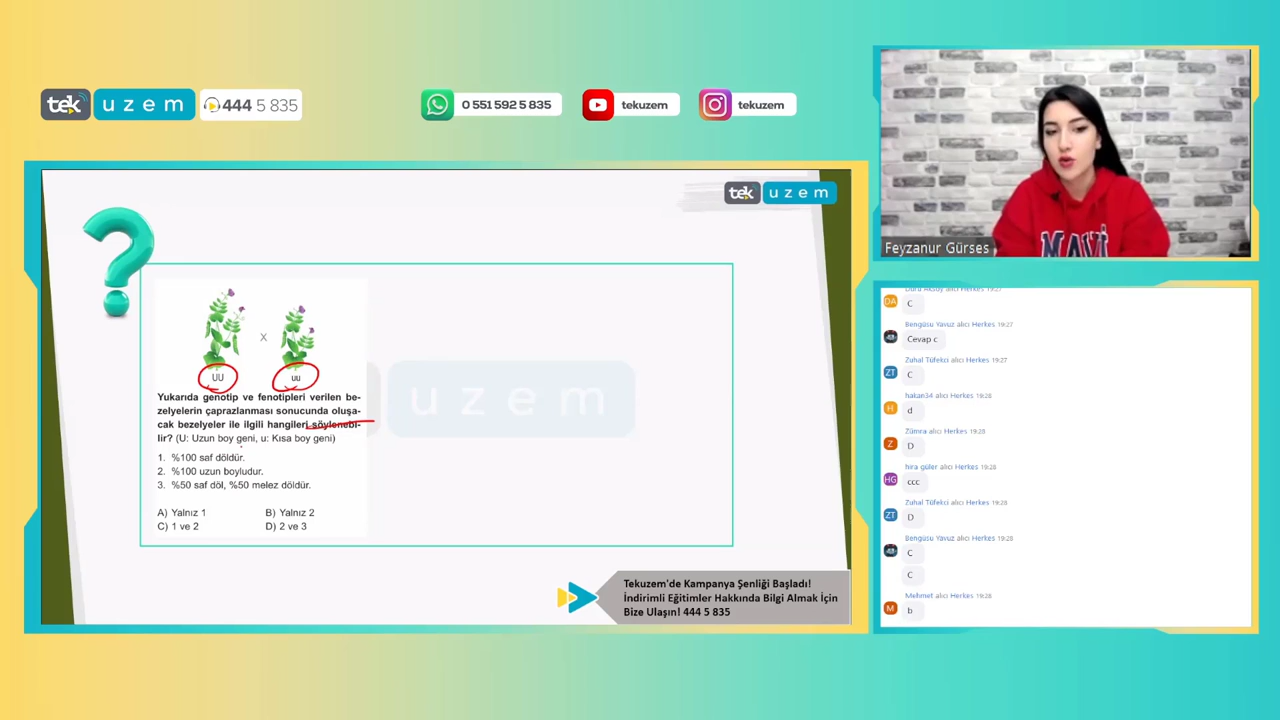 tek uzem 444 5 835
0 551 592 5 835
tekuzem
tekuzem
tek uzem
?
UU
x
uu
Yukarıda genotip ve fenotipleri verilen be-
zelyelerin çaprazlanması sonucunda oluşa-
cak bezelyeler ile ilgili hangileri söylenebi-
lir? (U: Uzun boy geni, u: Kısa boy geni)
1. %100 saf döldür.
2. %100 uzun boyludur.
3. %50 saf döl, %50 melez döldür.
A) Yalnız 1
B) Yalnız 2
C) 1 ve 2
D) 2 ve 3
uzem
Tekuzem'de Kampanya Şenliği Başladı!
İndirimli Eğitimler Hakkında Bilgi Almak İçin
Bize Ulaşın! 444 5 835
MAVİ
Feyzanur Gürses
DA
C
Bengüsu Yavuz alıcı Herkes 19:27
Cevap c
Zuhal Tüfekci alıcı Herkes 19:27
ZT
C
hakan34 alıcı Herkes 19:28
H
d
Zümra alıcı Herkes 19:28
Z
D
hira güler alıcı Herkes 19:28
HG
ccc
Zuhal Tüfekci alıcı Herkes 19:28
ZT
D
Bengüsu Yavuz alıcı Herkes 19:28
C
C
Mehmet alıcı Herkes 19:28
M
b